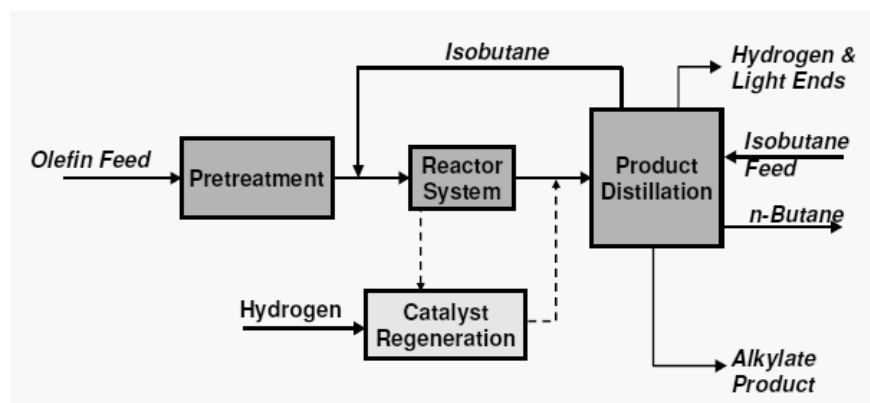 Isobutane
Hydrogen &
Light Ends
Olefin Feed
Pretreatment
Reactor
System
Product
Distillation
Isobutane
Feed
n-Butane
Hydrogen
Catalyst
Regeneration
Alkylate
Product